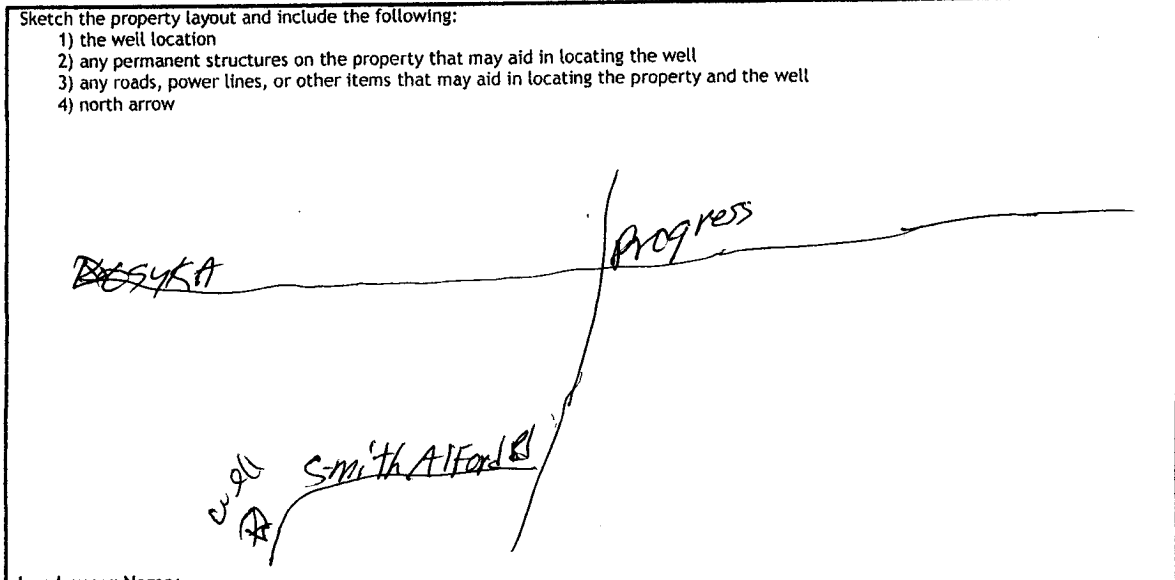 Sketch the property layout and include the following:
1) the well location
2) any permanent structures on the property that may aid in locating the well
3) any roads, power lines, or other items that may aid in locating the property and the well
4) north arrow
Progress
Smith Alford Rd
well